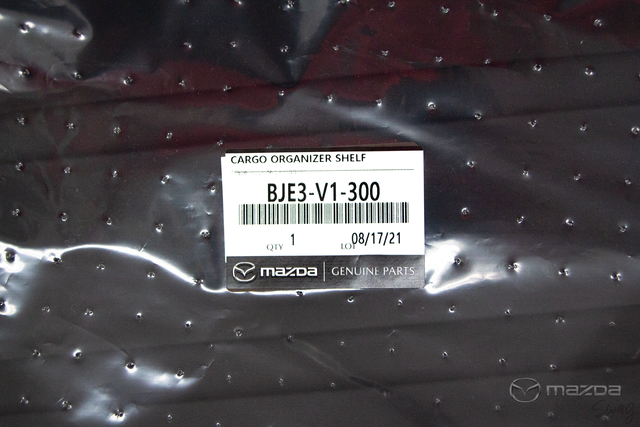 CARGO ORGANIZER SHELF
BJE3-V1-300
QTY 1 LOT 08/17/21
mazda GENUINE PARTS
mazda